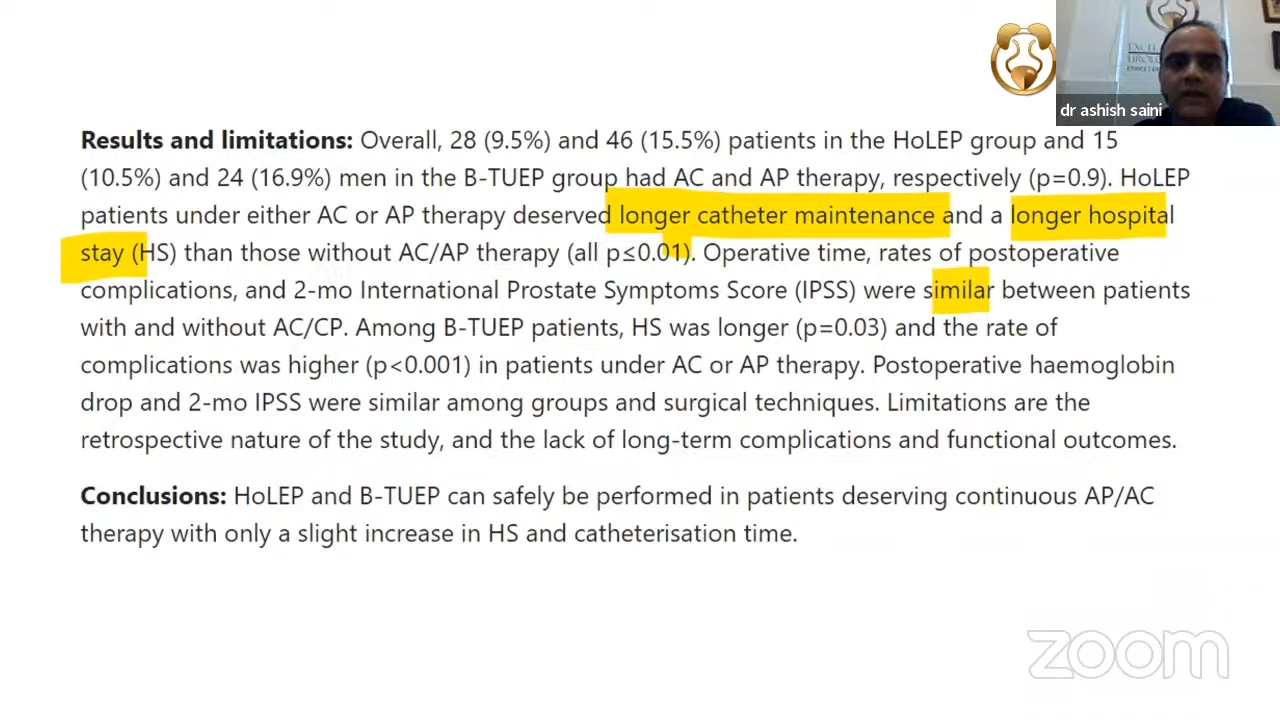 dr ashish saini
Results and limitations: Overall, 28 (9.5%) and 46 (15.5%) patients in the HoLEP group and 15
(10.5%) and 24 (16.9%) men in the B-TUEP group had AC and AP therapy, respectively (p=0.9). HoLEP
patients under either AC or AP therapy deserved longer catheter maintenance and a longer hospital
stay (HS) than those without AC/AP therapy (all p≤0.01). Operative time, rates of postoperative
complications, and 2-mo International Prostate Symptoms Score (IPSS) were similar between patients
with and without AC/CP. Among B-TUEP patients, HS was longer (p=0.03) and the rate of
complications was higher (p<0.001) in patients under AC or AP therapy. Postoperative haemoglobin
drop and 2-mo IPSS were similar among groups and surgical techniques. Limitations are the
retrospective nature of the study, and the lack of long-term complications and functional outcomes.
Conclusions: HoLEP and B-TUEP can safely be performed in patients deserving continuous AP/AC
therapy with only a slight increase in HS and catheterisation time.
zoom